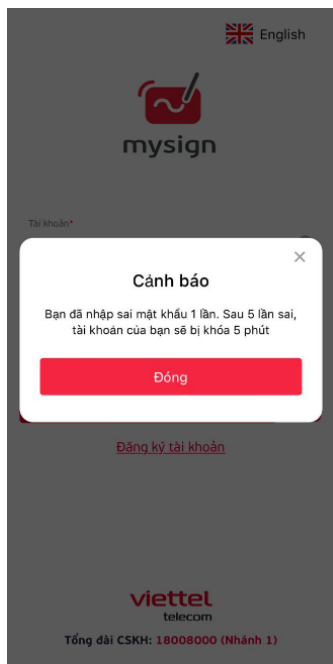 English
mysign
Tài khoản*
Cảnh báo
Bạn đã nhập sai mật khẩu 1 lần. Sau 5 lần sai,
tài khoản của bạn sẽ bị khóa 5 phút
Đóng
Đăng ký tài khoản
viettel
telecom
Tổng đài CSKH: 18008000 (Nhánh 1)